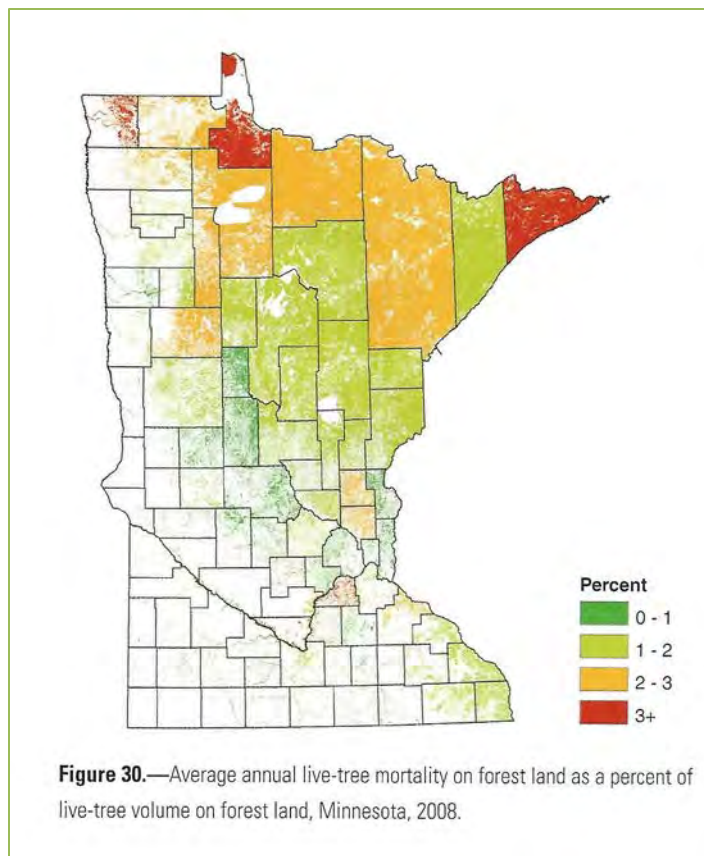 Percent
0 - 1
1 - 2
2 - 3
3+
Figure 30.—Average annual live-tree mortality on forest land as a percent of
live-tree volume on forest land, Minnesota, 2008.